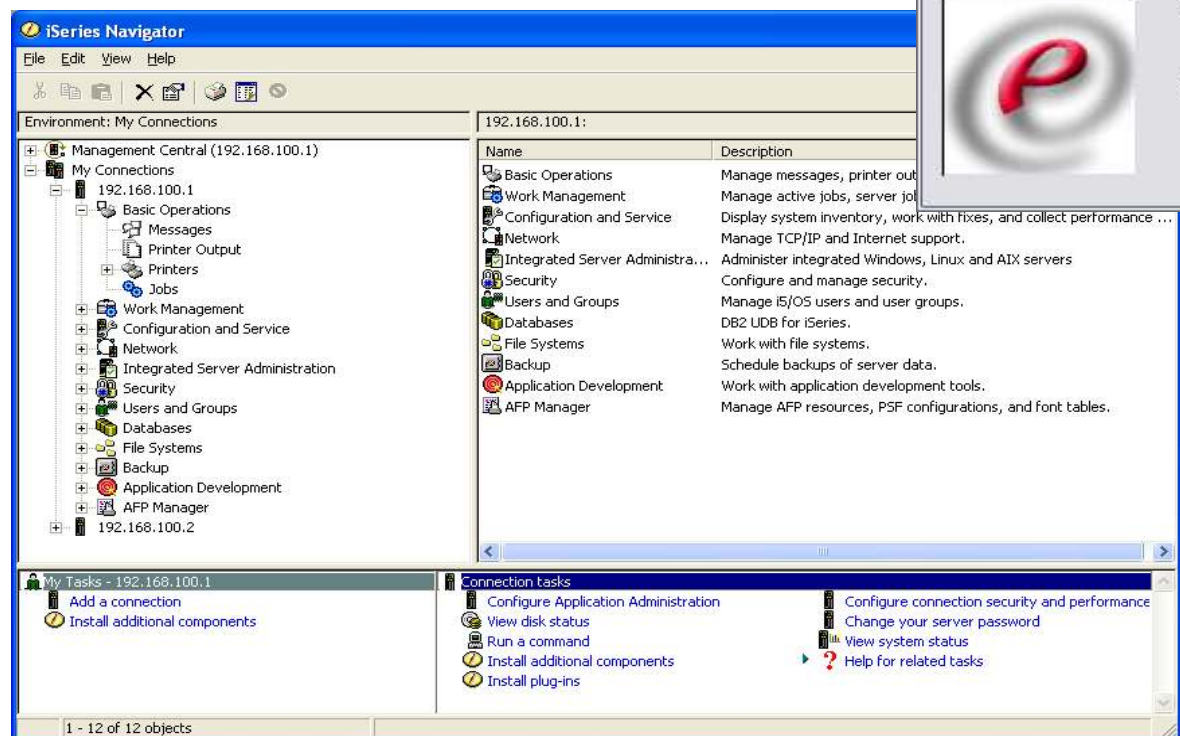 iSeries Navigator
File Edit View Help
Environment: My Connections
192.168.100.1:
Management Central (192.168.100.1)
My Connections
192.168.100.1
Basic Operations
Messages
Printer Output
Printers
Jobs
Work Management
Configuration and Service
Network
Integrated Server Administration
Security
Users and Groups
Databases
File Systems
Backup
Application Development
AFP Manager
192.168.100.2
Name Description
Basic Operations Manage messages, printer out
Work Management Manage active jobs, server jo
Configuration and Service Display system inventory, work with fixes, and collect performance ...
Network Manage TCP/IP and Internet support.
Integrated Server Administra... Administer integrated Windows, Linux and AIX servers
Security Configure and manage security.
Users and Groups Manage i5/OS users and user groups.
Databases DB2 UDB for iSeries.
File Systems Work with file systems.
Backup Schedule backups of server data.
Application Development Work with application development tools.
AFP Manager Manage AFP resources, PSF configurations, and font tables.
My Tasks - 192.168.100.1
Add a connection
Install additional components
Connection tasks
Configure Application Administration
View disk status
Run a command
Install additional components
Install plug-ins
Configure connection security and performance
Change your server password
View system status
Help for related tasks
1 - 12 of 12 objects